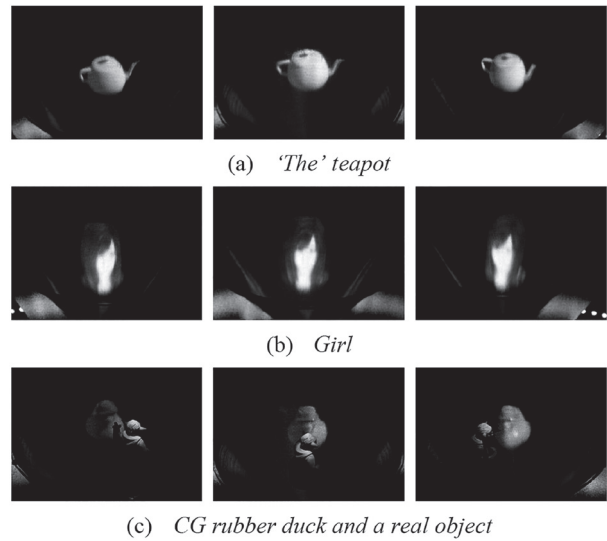 (a) ‘The’ teapot
(b) Girl
(c) CG rubber duck and a real object